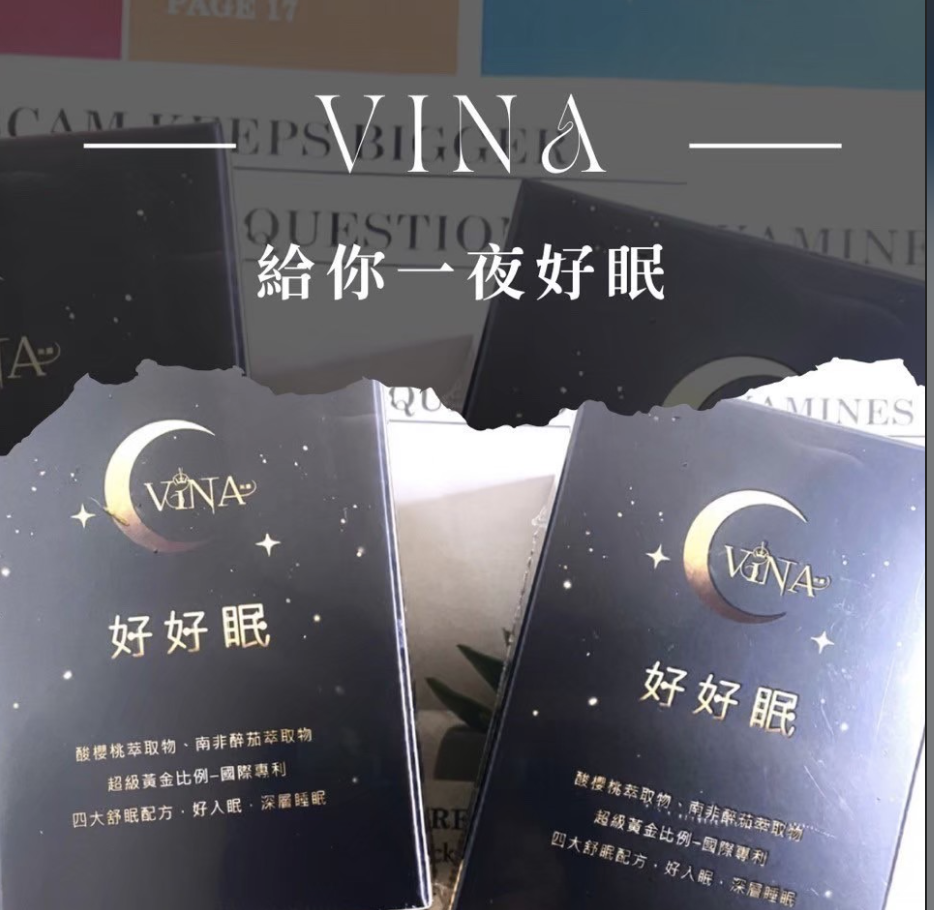 PAGE 17
VINA
給你一夜好眠
QUESTIO
AMINES
VINA
好好眠
酸櫻桃萃取物、南非醉茄萃取物
超級黃金比例–國際專利
四大舒眠配方．好入眠．深層睡眠
VINA
好好眠
酸櫻桃萃取物、南非醉茄萃取物
超級黃金比例–國際專利
四大舒眠配方．好入眠．深層睡眠